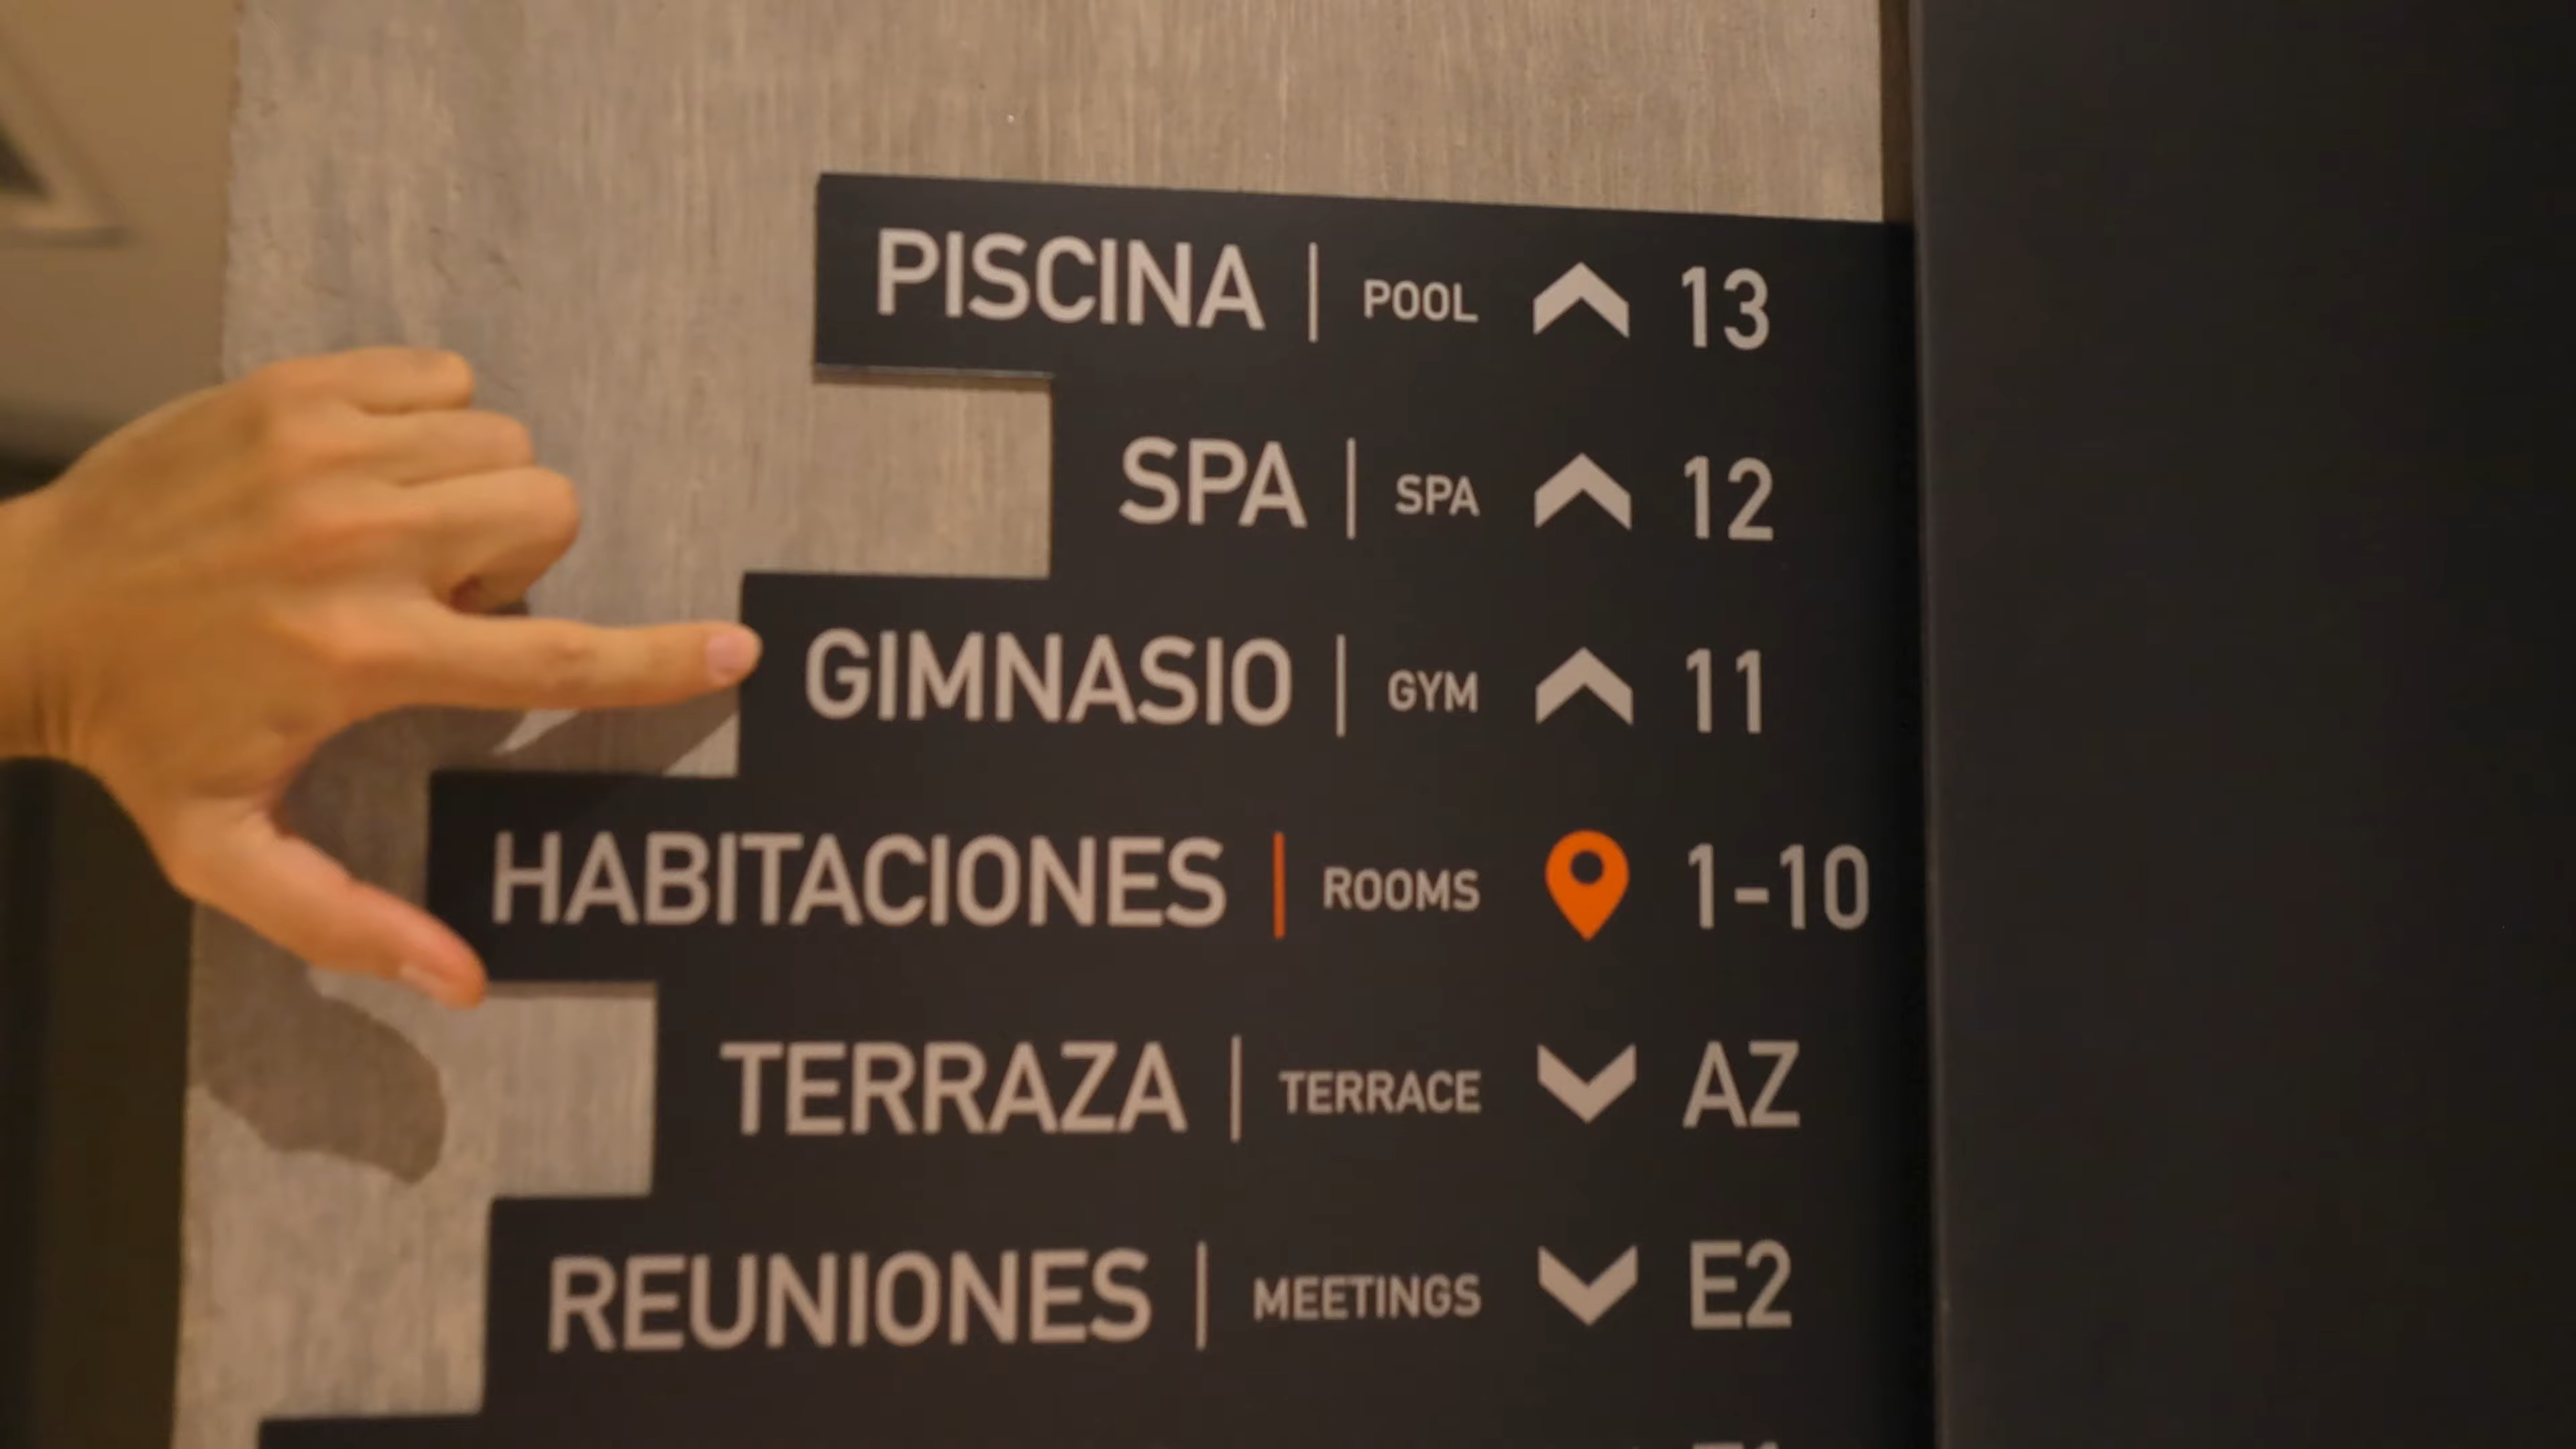 PISCINA | POOL 13
SPA | SPA 12
GIMNASIO | GYM 11
HABITACIONES | ROOMS 1-10
TERRAZA | TERRACE AZ
REUNIONES | MEETINGS E2